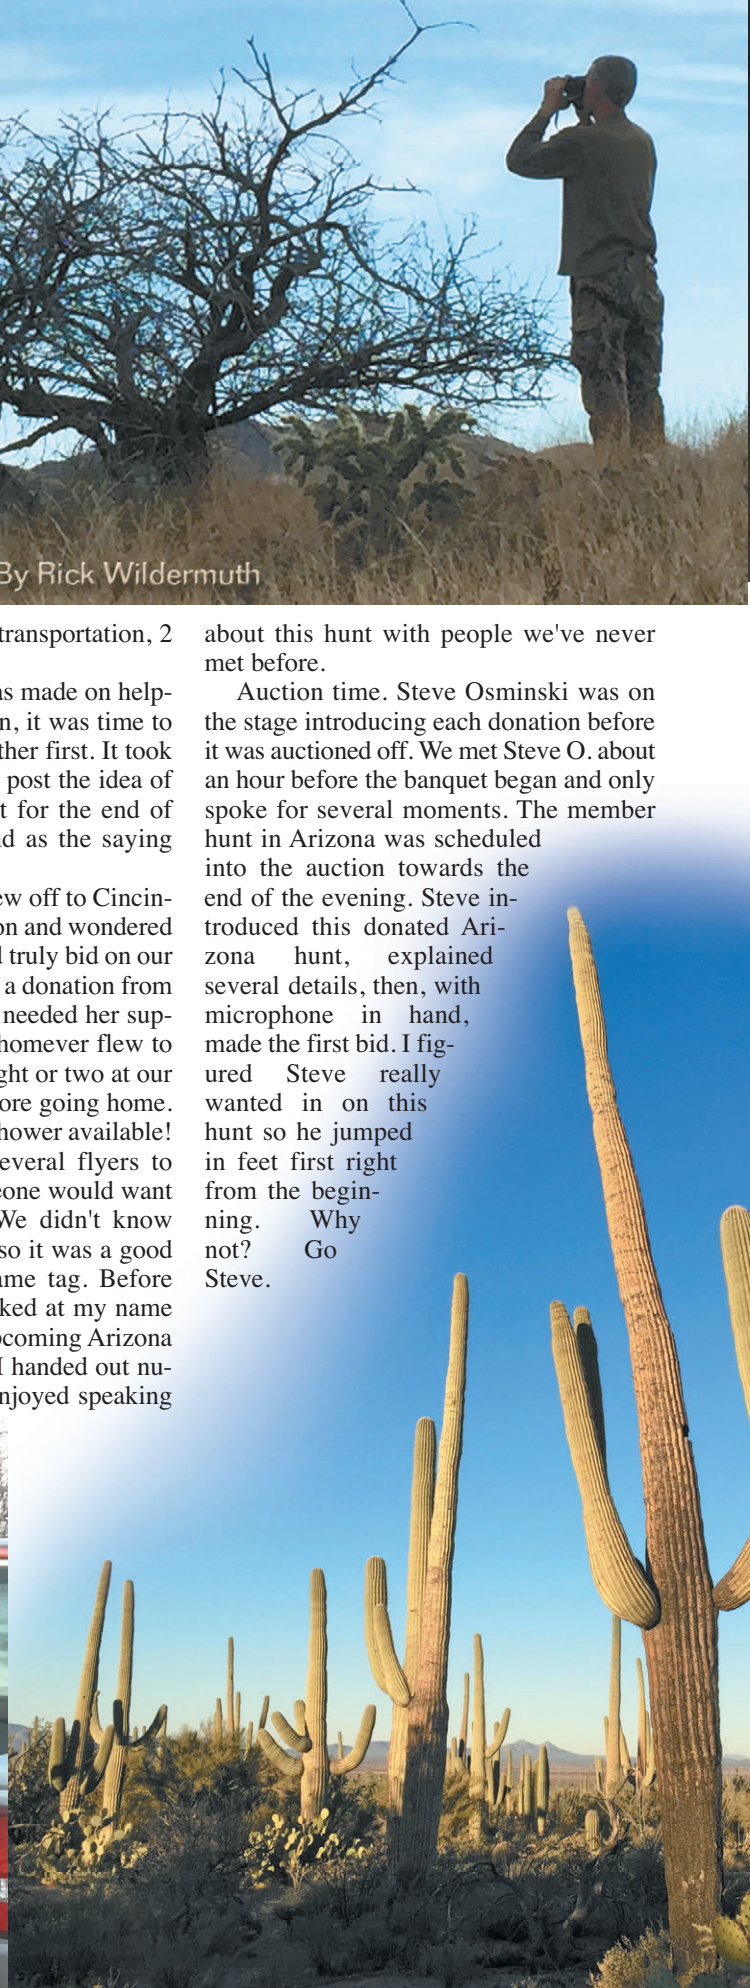 By Rick Wildermuth
transportation, 2
as made on help-
n, it was time to
ther first. It took
post the idea of
t for the end of
nd as the saying
ew off to Cincin-
on and wondered
d truly bid on our
a donation from
needed her sup-
homever flew to
ght or two at our
ore going home.
hower available!
everal flyers to
eone would want
We didn't know
so it was a good
ame tag. Before
ked at my name
pcoming Arizona
I handed out nu-
njoyed speaking
about this hunt with people we've never
met before.
Auction time. Steve Osminski was on
the stage introducing each donation before
it was auctioned off. We met Steve O. about
an hour before the banquet began and only
spoke for several moments. The member
hunt in Arizona was scheduled
into the auction towards the
end of the evening. Steve in-
troduced this donated Ari-
zona hunt, explained
several details, then, with
microphone in hand,
made the first bid. I fig-
ured Steve really
wanted in on this
hunt so he jumped
in feet first right
from the begin-
ning. Why
not? Go
Steve.